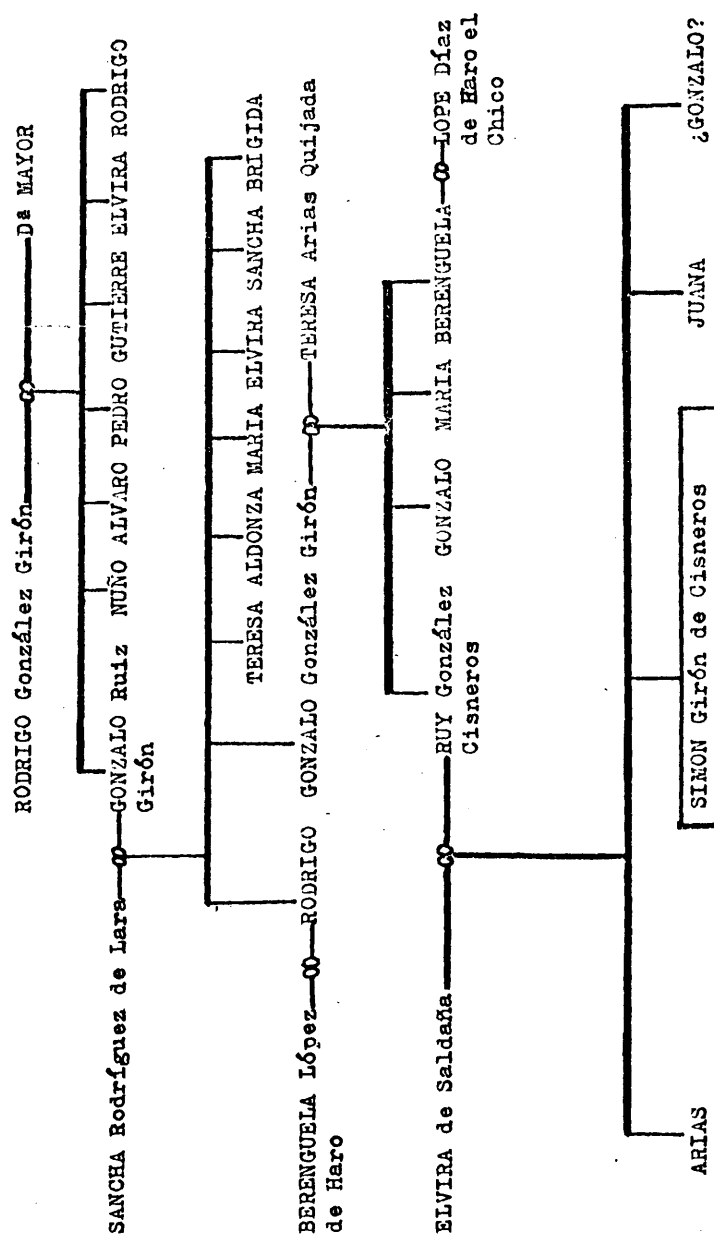 RODRIGO González Girón Dª MAYOR
SANCHA Rodríguez de Lara GONZALO Ruiz NUÑO ALVARO PEDRO GUTIERRE ELVIRA RODRIGO
Girón
TERESA ALDONZA MARIA ELVIRA SANCHA BRIGIDA
BERENGUELA López RODRIGO GONZALO González Girón TERESA Arias Quijada
de Haro
ELVIRA de Saldaña RUY González GONZALO MARIA BERENGUELA LOPE Díaz
Cisneros de Haro el
Chico
ARIAS SIMON Girón de Cisneros JUANA ¿GONZALO?